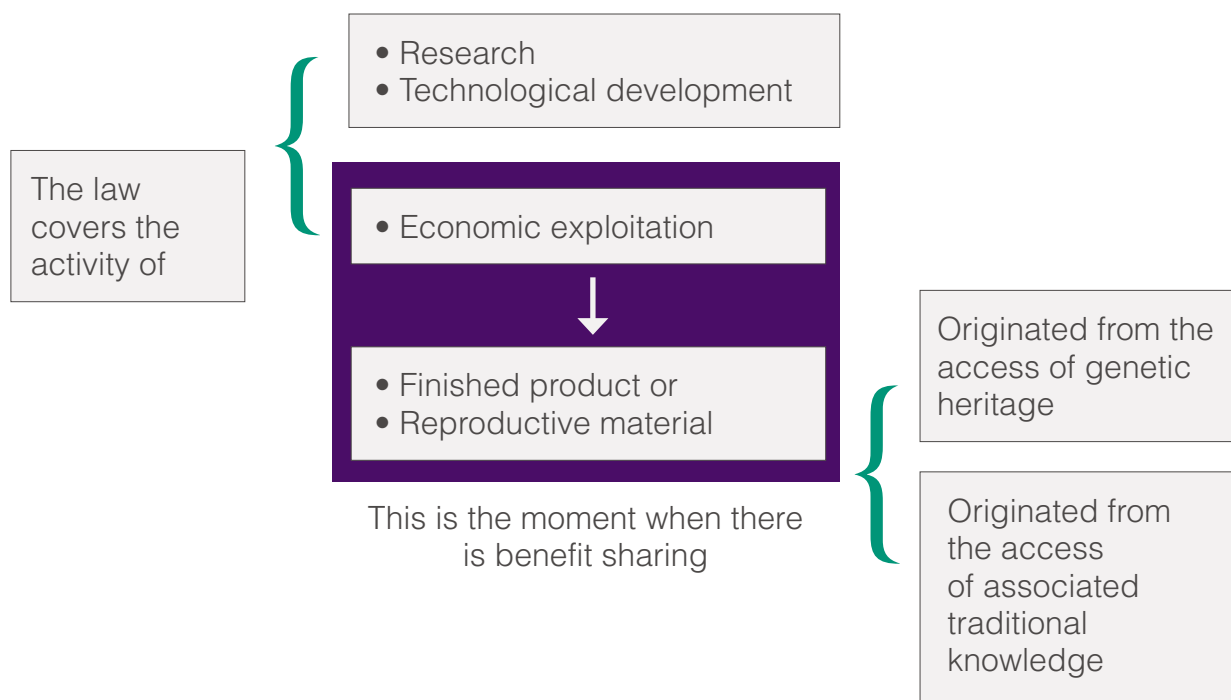 • Research
• Technological development
The law
covers the
activity of
• Economic exploitation
• Finished product or
• Reproductive material
This is the moment when there
is benefit sharing
Originated from the
access of genetic
heritage
Originated from
the access
of associated
traditional
knowledge